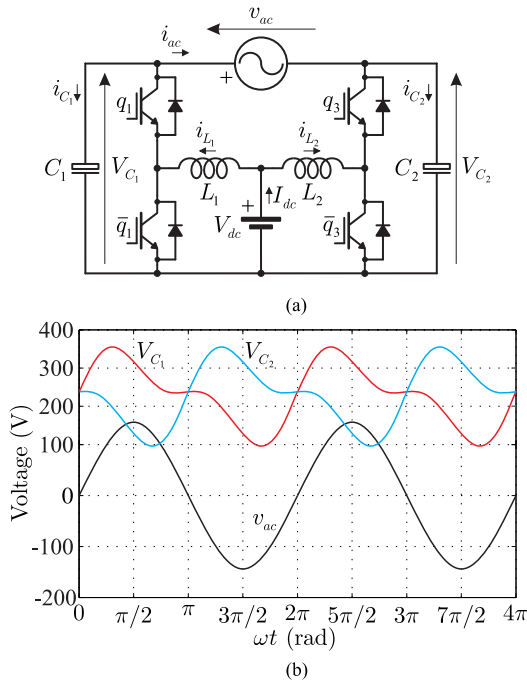 v_ac
i_ac
+
i_C1
q_1
q_3
i_C2
i_L1
i_L2
C_1
V_C1
C_2
V_C2
L_1
L_2
+
I_dc
q̅_1
V_dc
q̅_3
(a)
400
V_C1
V_C2
300
200
100
v_ac
0
-100
-200
Voltage (V)
0
π/2
π
3π/2
2π
5π/2
3π
7π/2
4π
ωt (rad)
(b)